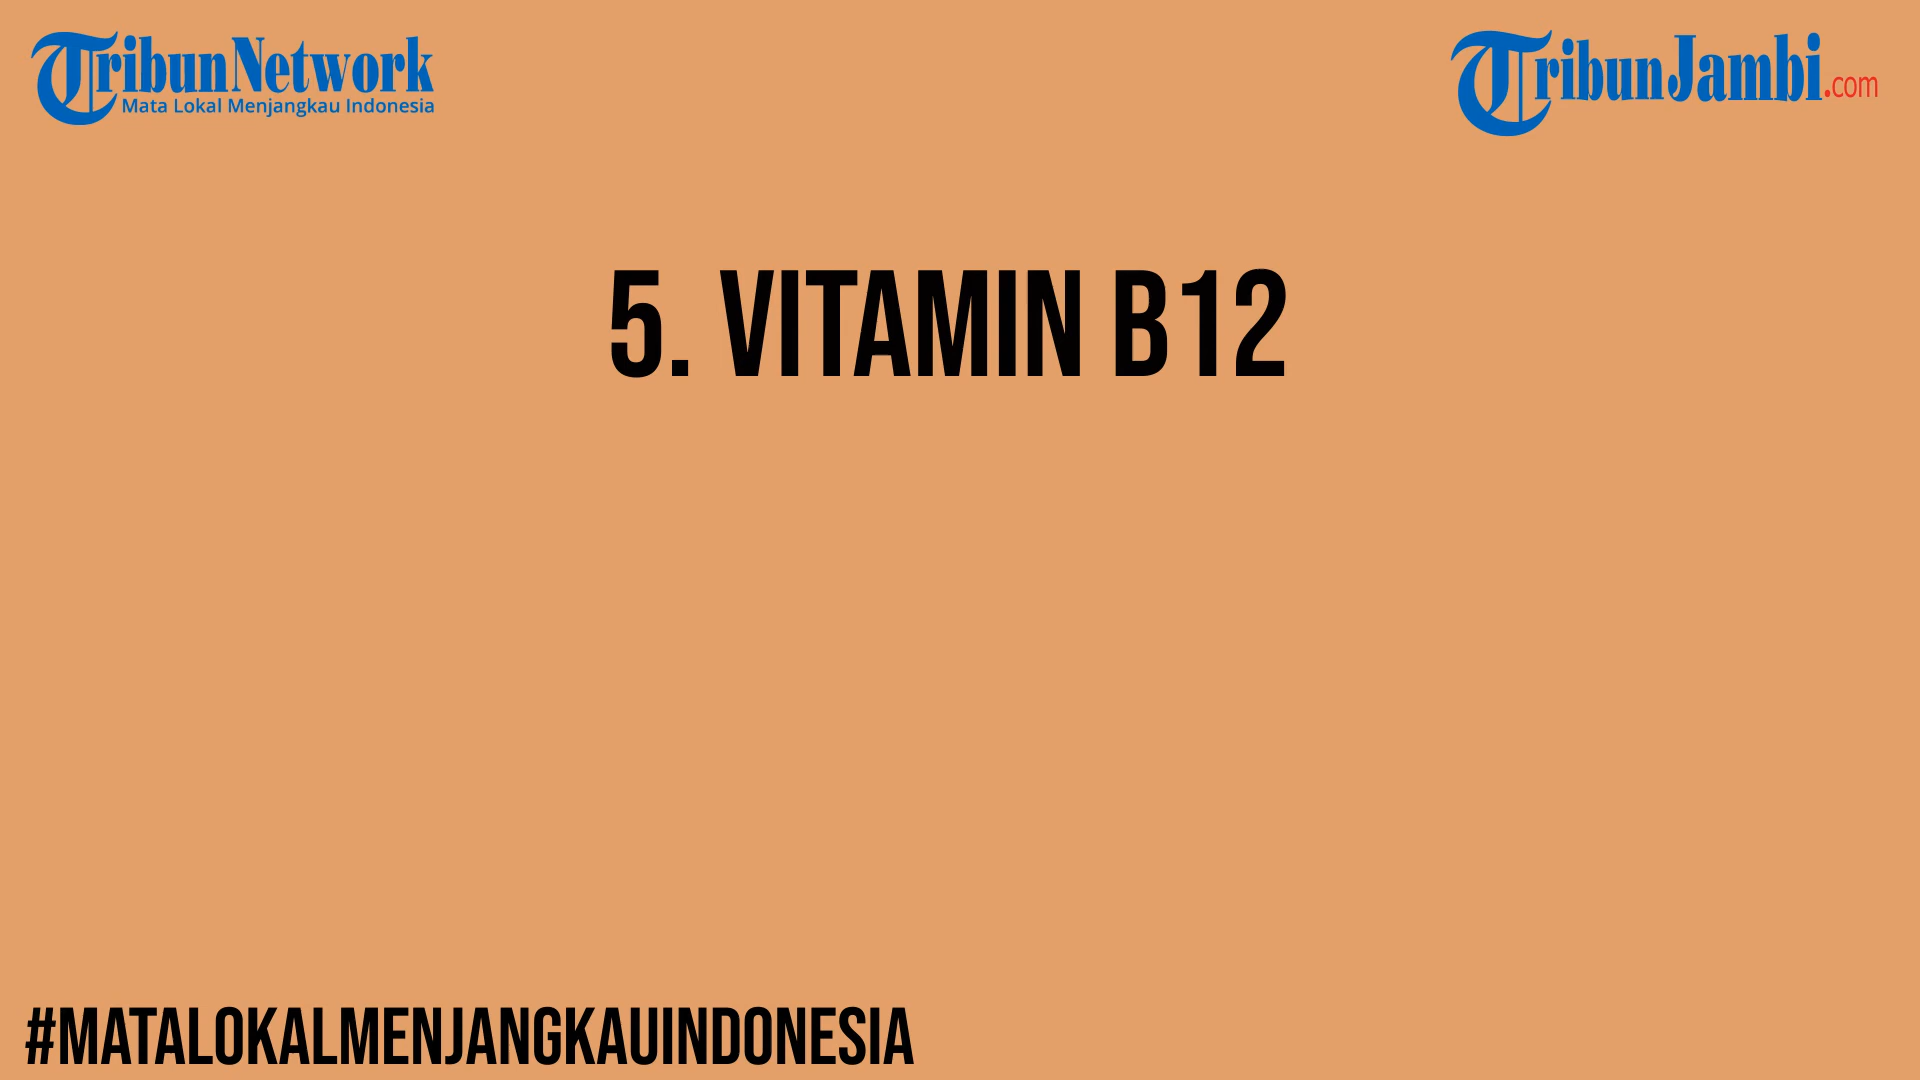 TribunNetwork
Mata Lokal Menjangkau Indonesia
TribunJambi.com
5. VITAMIN B12
#MATALOKALMENJANGKAUINDONESIA